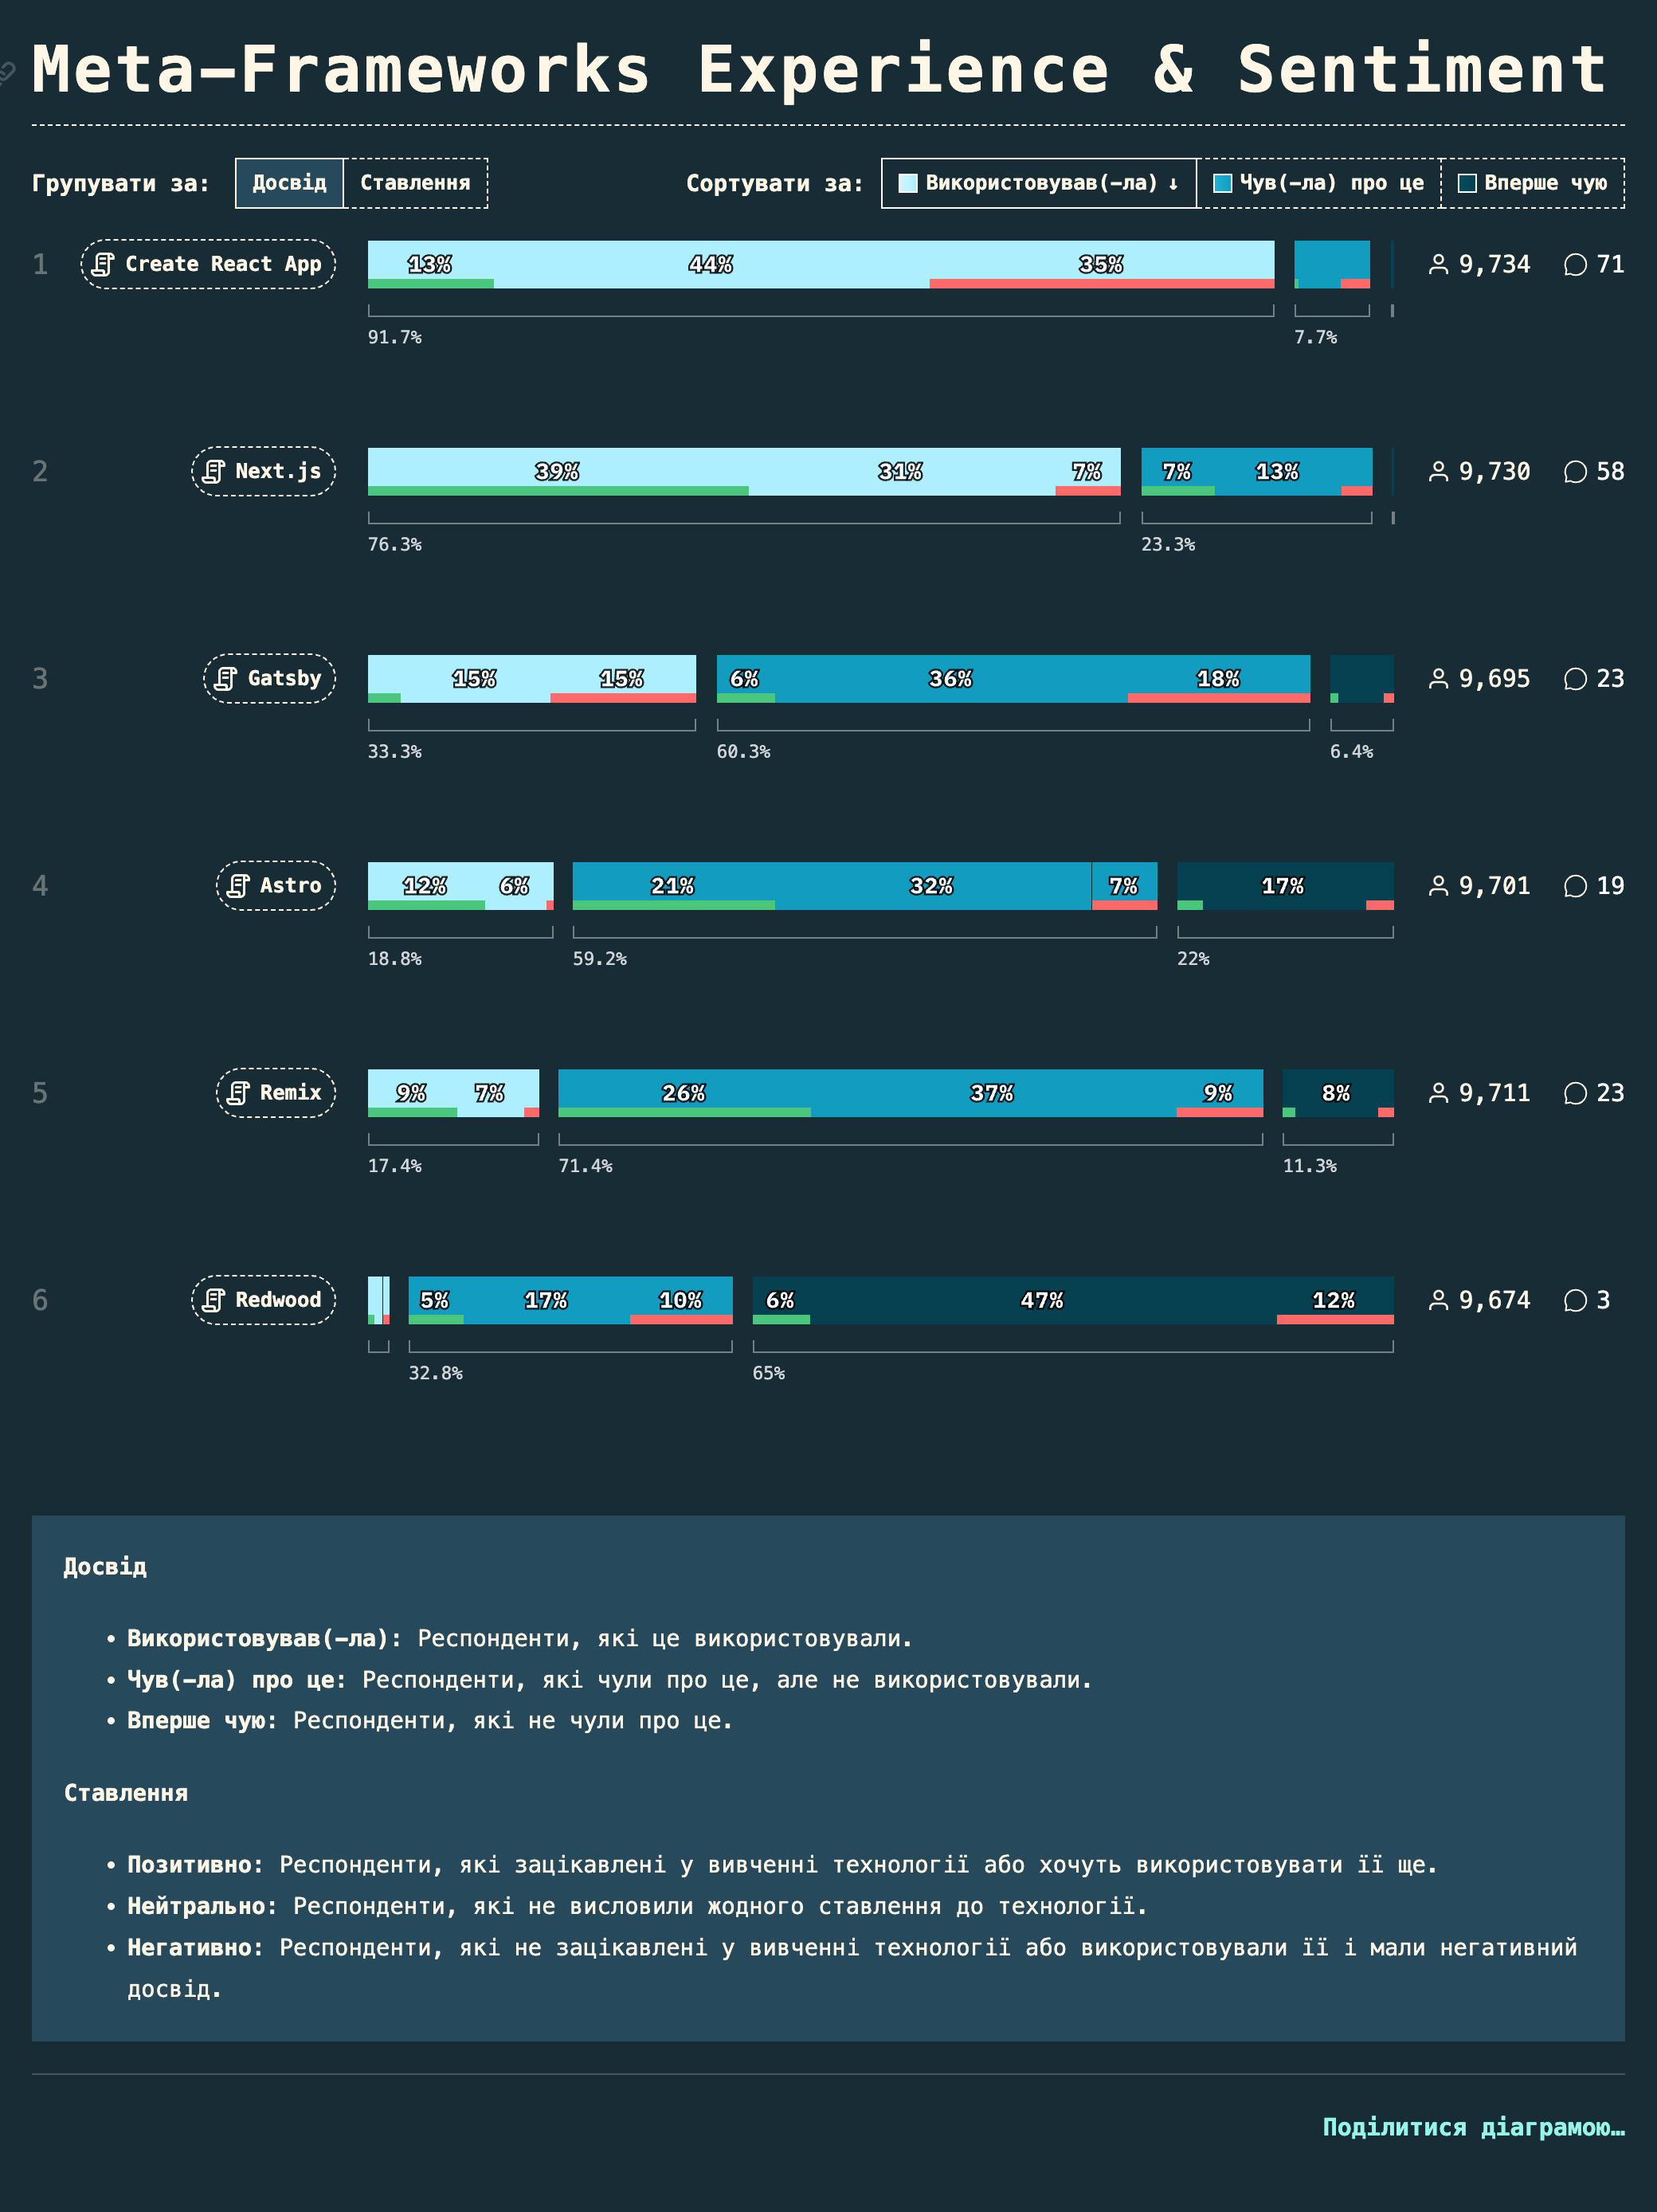 Meta-Frameworks Experience & Sentiment
Групувати за: Досвід Ставлення Сортувати за: Використовував(-ла) ↓ Чув(-ла) про це Вперше чую
1 Create React App 13% 44% 35% 9,734 71
91.7% 7.7%
2 Next.js 39% 31% 7% 7% 13% 9,730 58
76.3% 23.3%
3 Gatsby 15% 15% 6% 36% 18% 9,695 23
33.3% 60.3% 6.4%
4 Astro 12% 6% 21% 32% 7% 17% 9,701 19
18.8% 59.2% 22%
5 Remix 9% 7% 26% 37% 9% 8% 9,711 23
17.4% 71.4% 11.3%
6 Redwood 5% 17% 10% 6% 47% 12% 9,674 3
32.8% 65%
Досвід
• Використовував(-ла): Респонденти, які це використовували.
• Чув(-ла) про це: Респонденти, які чули про це, але не використовували.
• Вперше чую: Респонденти, які не чули про це.
Ставлення
• Позитивно: Респонденти, які зацікавлені у вивченні технології або хочуть використовувати її ще.
• Нейтрально: Респонденти, які не висловили жодного ставлення до технології.
• Негативно: Респонденти, які не зацікавлені у вивченні технології або використовували її і мали негативний
досвід.
Поділитися діаграмою…